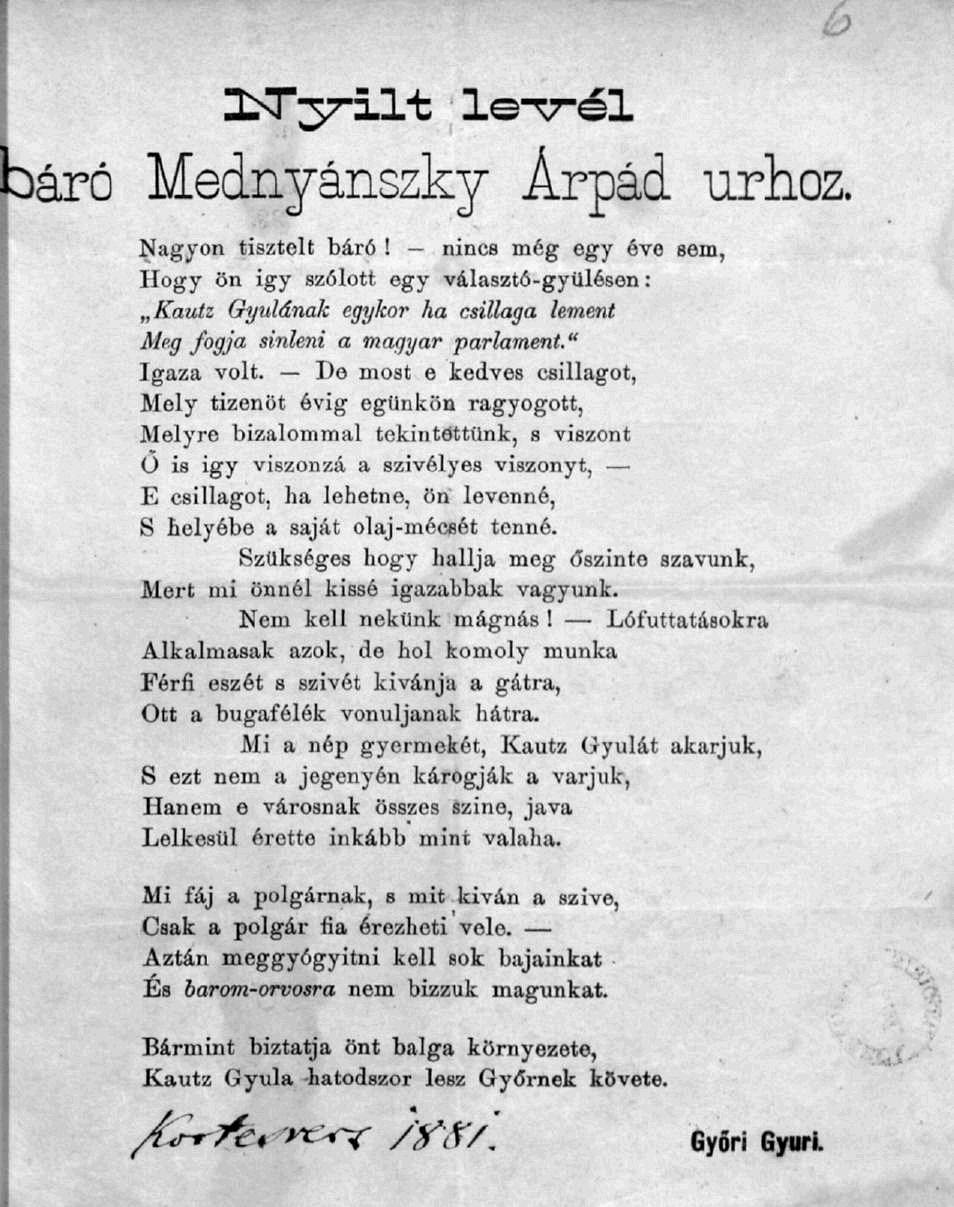 6
Nyilt levél
báró Mednyánszky Árpád urhoz.
Nagyon tisztelt báró! — nincs még egy éve sem,
Hogy ön igy szólott egy választó-gyülésen:
„Kautz Gyulának egykor ha csillaga lement
Meg fogja sinleni a magyar parlament.“
Igaza volt. — De most e kedves csillagot,
Mely tizenöt évig egünkön ragyogott,
Melyre bizalommal tekintettünk, s viszont
Ő is igy viszonzá a szivélyes viszonyt, —
E csillagot, ha lehetne, ön levenné,
S helyébe a saját olaj-mécsét tenné.
Szükséges hogy hallja meg őszinte szavunk,
Mert mi önnél kissé igazabbak vagyunk.
Nem kell nekünk mágnás! — Lófuttatásokra
Alkalmasak azok, de hol komoly munka
Férfi eszét s szivét kivánja a gátra,
Ott a bugafélék vonuljanak hátra.
Mi a nép gyermekét, Kautz Gyulát akarjuk,
S ezt nem a jegenyén károgják a varjuk,
Hanem e városnak összes szine, java
Lelkesül érette inkább mint valaha.
Mi fáj a polgárnak, s mit kiván a szive,
Csak a polgár fia érezheti vele. —
Aztán meggyógyitni kell sok bajainkat
És barom-orvosra nem bizzuk magunkat.
Bármint biztatja önt balga környezete,
Kautz Gyula hatodszor lesz Győrnek követe.
Kortesvers 1881.
Győri Gyuri.